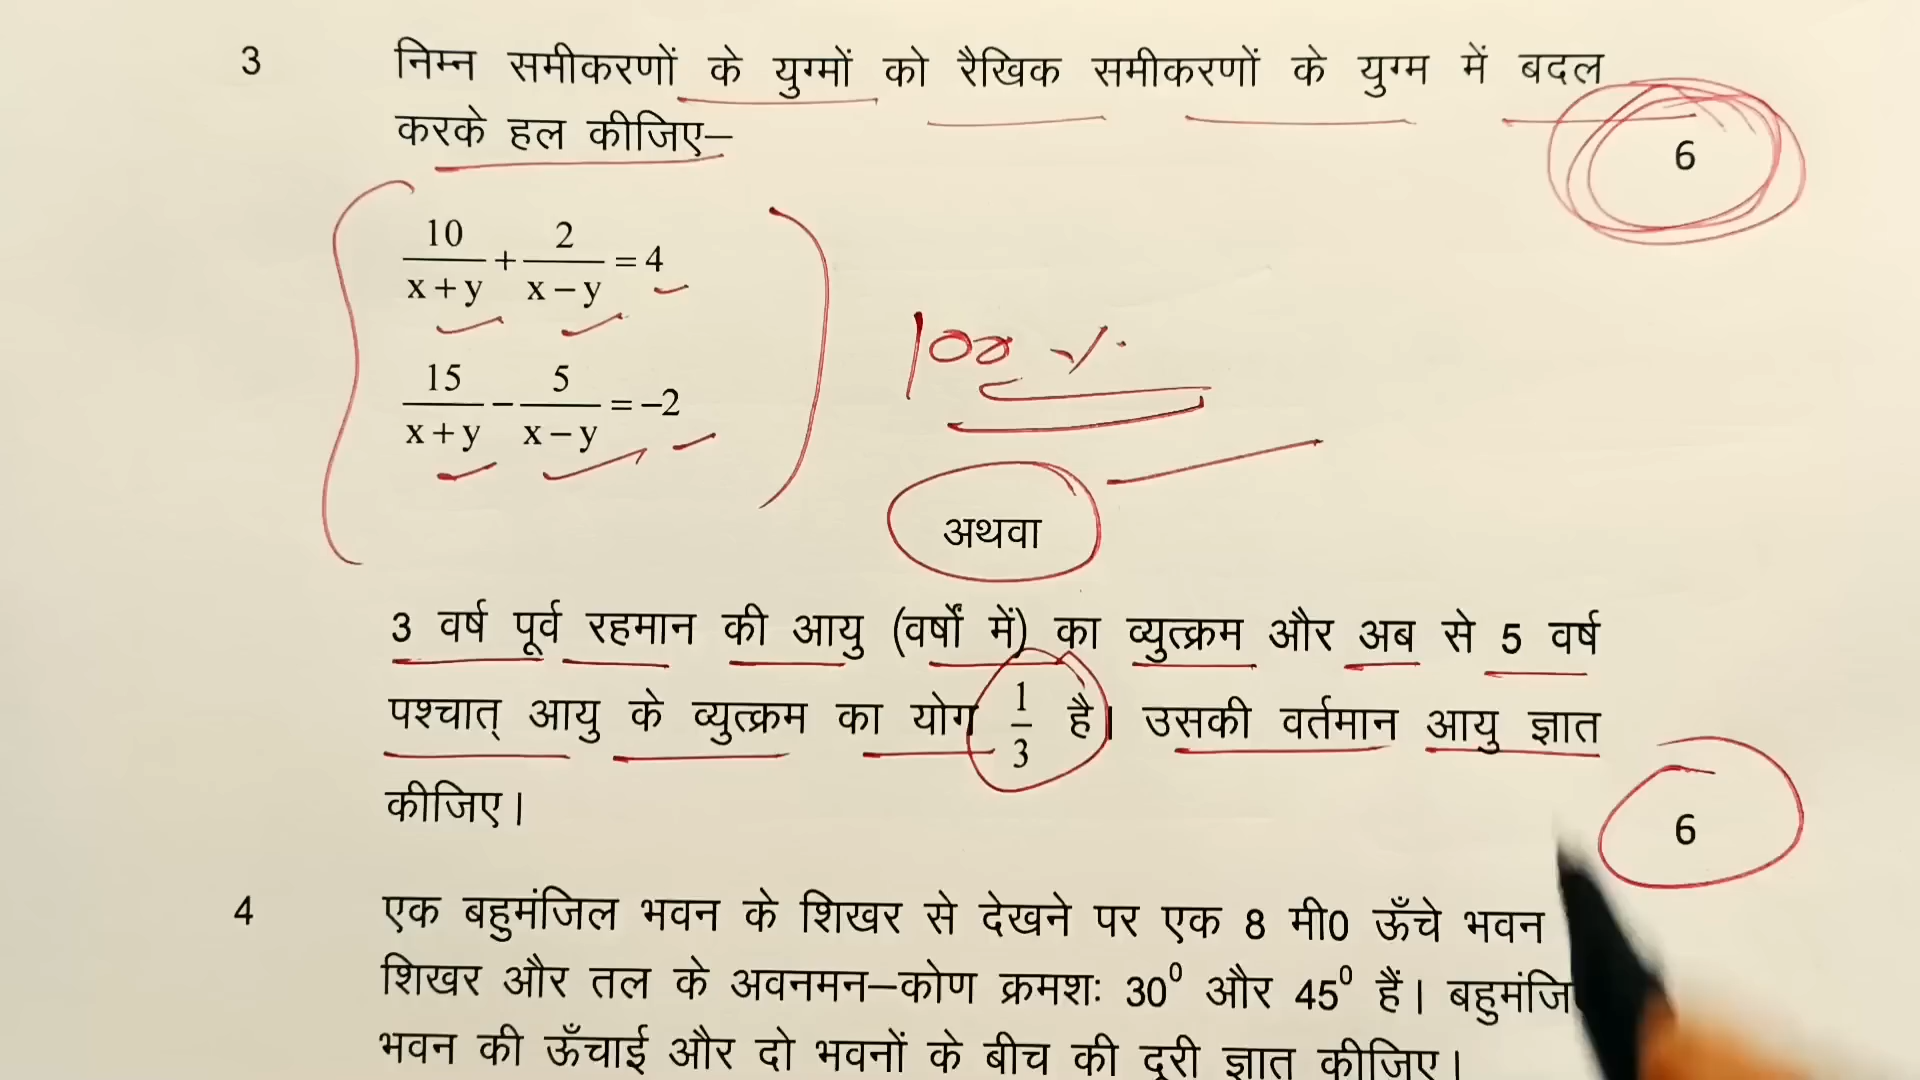 3 निम्न समीकरणों के युग्मों को रैखिक समीकरणों के युग्म में बदल
करके हल कीजिए–
6
10/(x+y) + 2/(x−y) = 4
15/(x+y) − 5/(x−y) = −2
100 %
अथवा
3 वर्ष पूर्व रहमान की आयु (वर्षों में) का व्युत्क्रम और अब से 5 वर्ष
पश्चात् आयु के व्युत्क्रम का योग 1/3 है। उसकी वर्तमान आयु ज्ञात
कीजिए।
6
4 एक बहुमंजिल भवन के शिखर से देखने पर एक 8 मी0 ऊँचे भवन
शिखर और तल के अवनमन–कोण क्रमशः 30⁰ और 45⁰ हैं। बहुमंजि
भवन की ऊँचाई और दो भवनों के बीच की दूरी ज्ञात कीजिए।